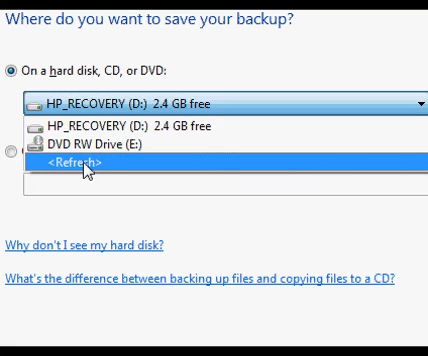 Where do you want to save your backup?
On a hard disk, CD, or DVD:
HP_RECOVERY (D:) 2.4 GB free
HP_RECOVERY (D:) 2.4 GB free
DVD RW Drive (E:)
<Refresh>
Why don't I see my hard disk?
What's the difference between backing up files and copying files to a CD?